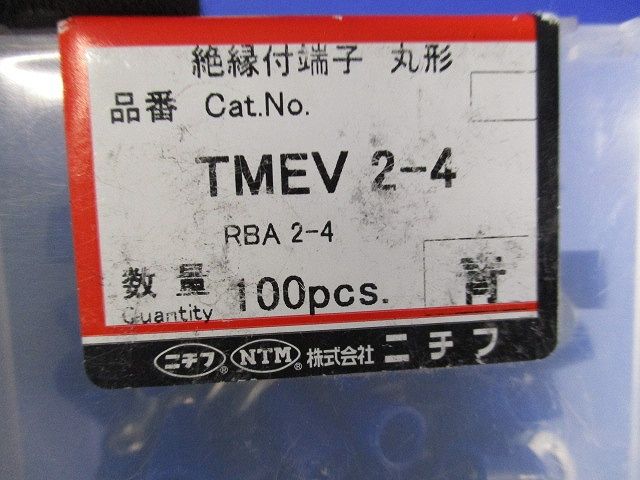 絶縁付端子 丸形
品番 Cat.No.
TMEV 2-4
RBA 2-4
数量 100pcs. 青
Quantity
ニチフ® NTM® 株式会社 ニチフ